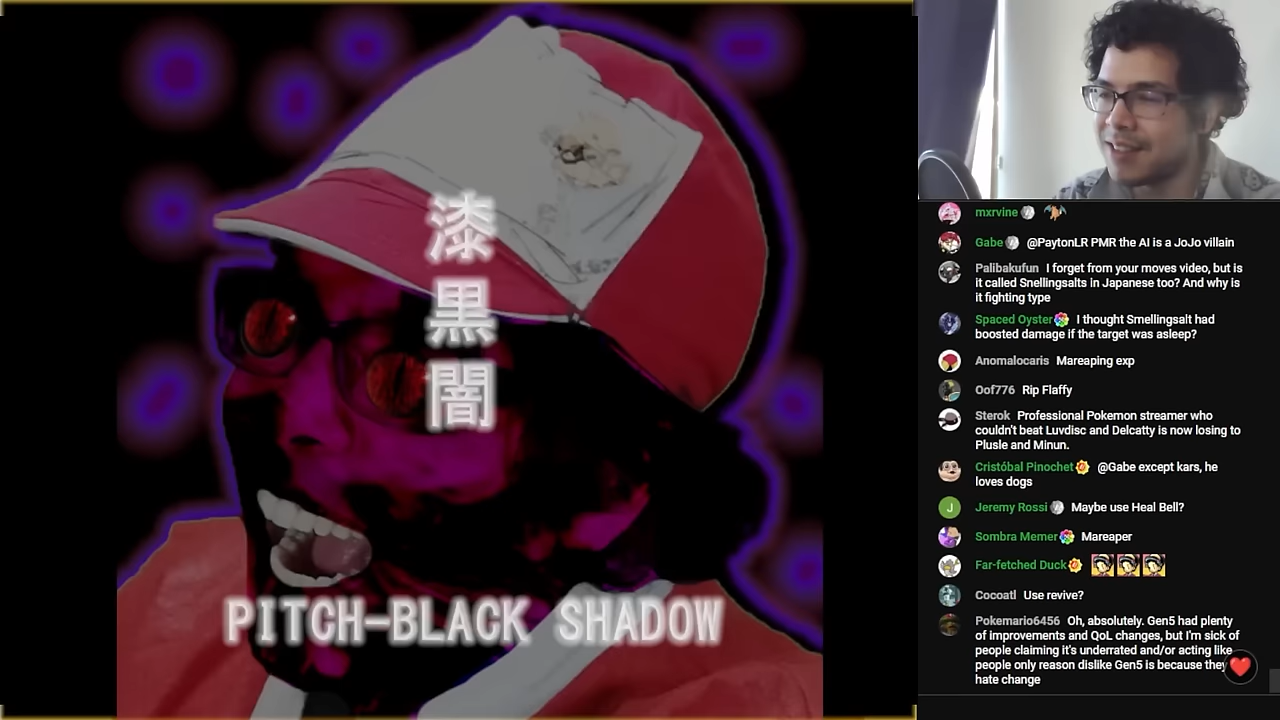 漆
黒
闇
PITCH-BLACK SHADOW
mxrvine
Gabe @PaytonLR PMR the AI is a JoJo villain
Palibakufun I forget from your moves video, but is
it called Snellingsalts in Japanese too? And why is
it fighting type
Spaced Oyster I thought Smellingsalt had
boosted damage if the target was asleep?
Anomalocaris Mareaping exp
Oof776 Rip Flaffy
Sterok Professional Pokemon streamer who
couldn't beat Luvdisc and Delcatty is now losing to
Plusle and Minun.
Cristóbal Pinochet @Gabe except kars, he
loves dogs
J Jeremy Rossi Maybe use Heal Bell?
Sombra Memer Mareaper
Far-fetched Duck
Cocoatl Use revive?
Pokemario6456 Oh, absolutely. Gen5 had plenty
of improvements and QoL changes, but I'm sick of
people claiming it's underrated and/or acting like
people only reason dislike Gen5 is because they
hate change